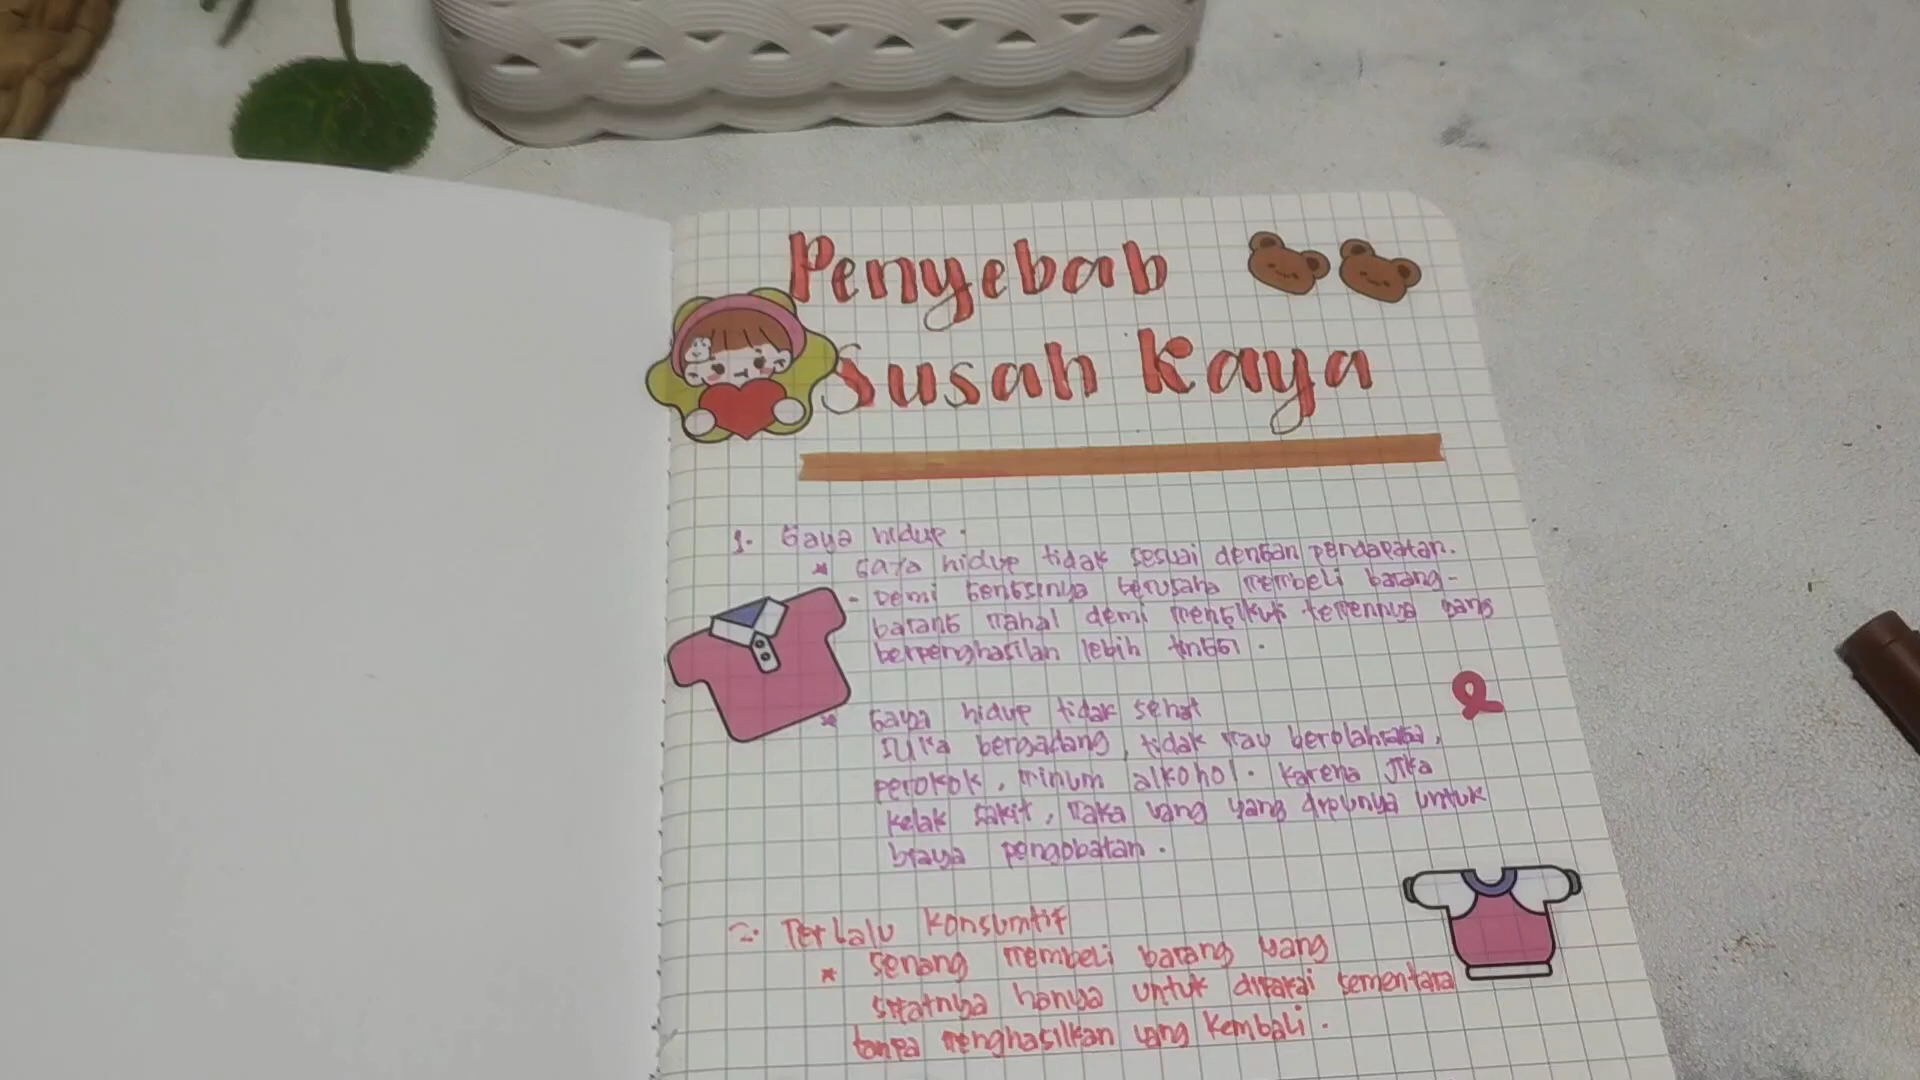 Penyebab
Susah Kaya
1. Gaya hidup.
* Gaya hidup tidak sesuai dengan pendapatan.
- Demi gengsinya berusaha membeli barang-
barang mahal demi mengikuti temennya yang
berpenghasilan lebih tinggi.
* Gaya hidup tidak sehat
suka bergadang, tidak mau berolahraga,
perokok, minum alkohol. Karena jika
kelak sakit, maka uang yang dipunya untuk
biaya pengobatan.
2. Terlalu konsumtif
* senang membeli barang yang
sifatnya hanya untuk dipakai sementara
tanpa menghasilkan uang kembali.